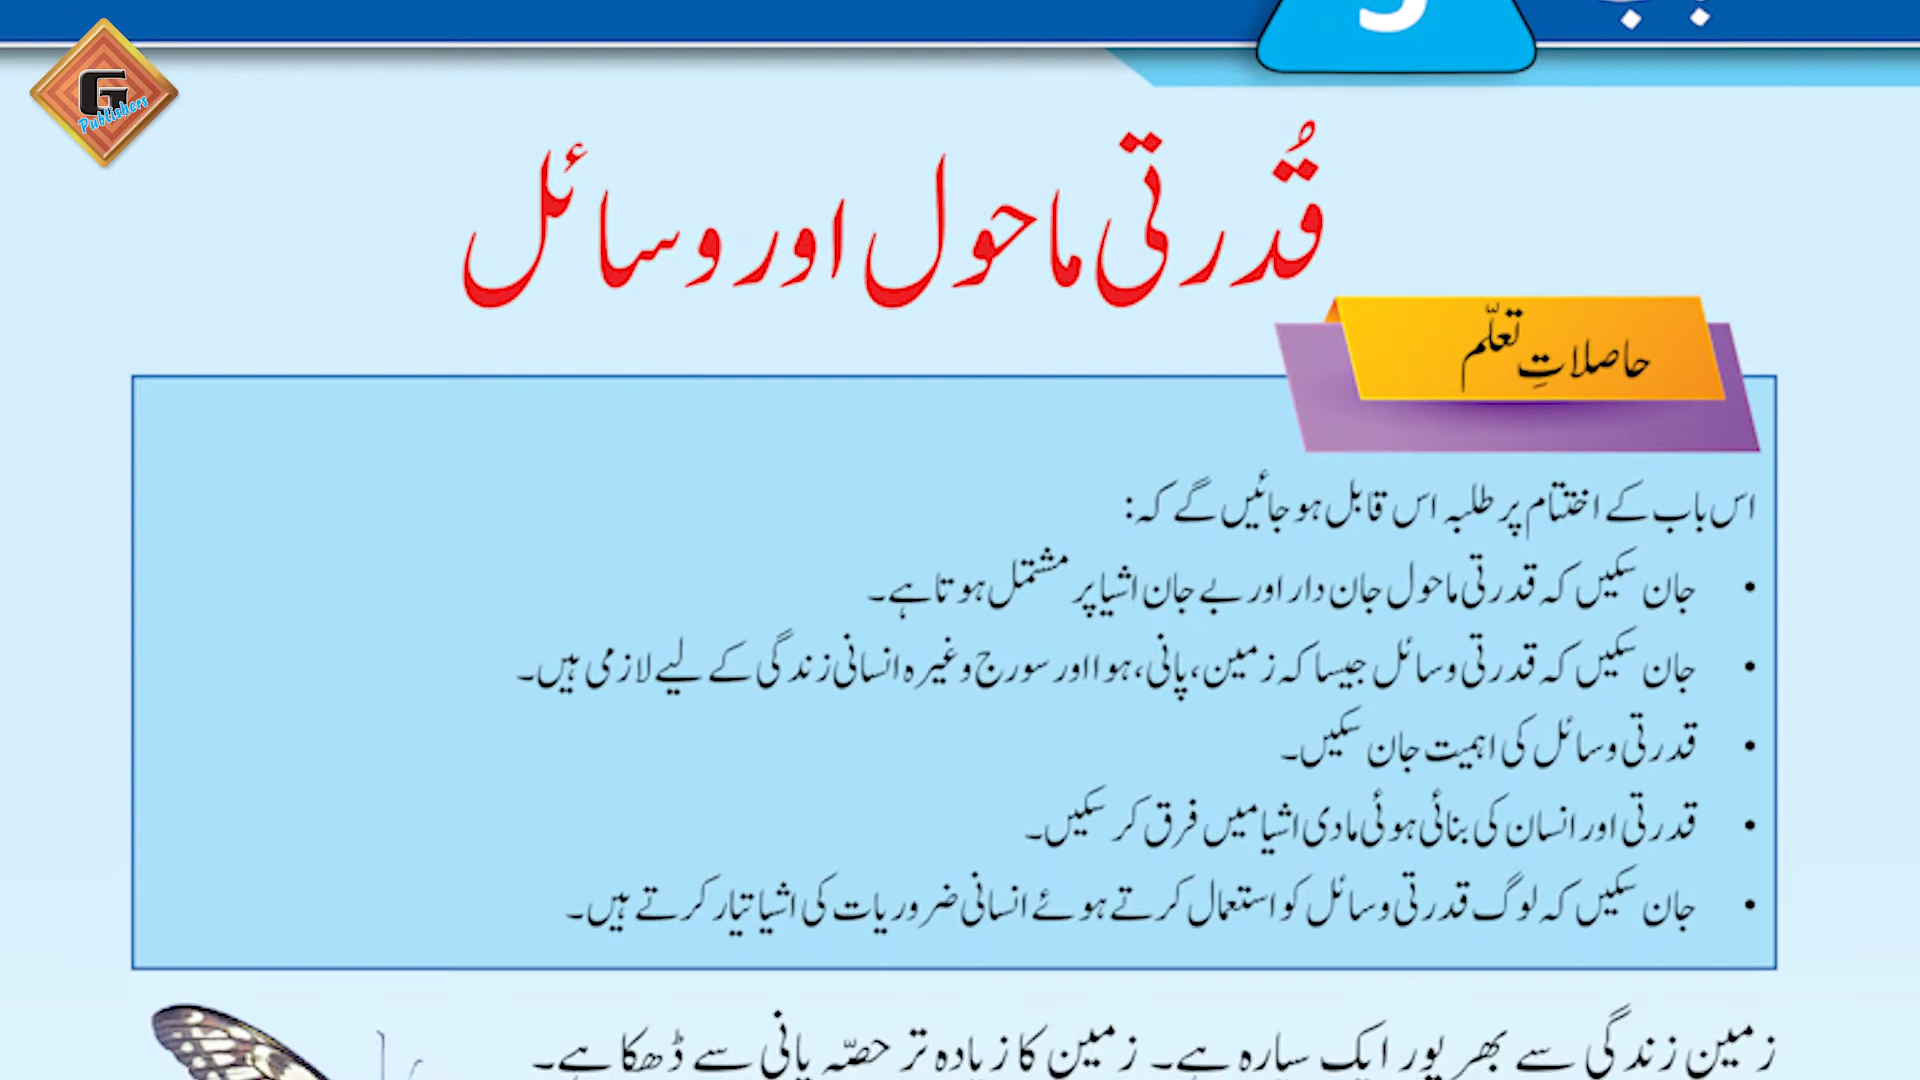 باب
G
Publishers
قُدرتی ماحول اور وسائل
حاصلاتِ تعلّم
اس باب کے اختتام پر طلبہ اس قابل ہو جائیں گے کہ:
• جان سکیں کہ قدرتی ماحول جان دار اور بے جان اشیا پر مشتمل ہوتا ہے۔
• جان سکیں کہ قدرتی وسائل جیسا کہ زمین، پانی، ہوا اور سورج وغیرہ انسانی زندگی کے لیے لازمی ہیں۔
• قدرتی وسائل کی اہمیت جان سکیں۔
• قدرتی اور انسان کی بنائی ہوئی مادی اشیا میں فرق کر سکیں۔
• جان سکیں کہ لوگ قدرتی وسائل کو استعمال کرتے ہوئے انسانی ضروریات کی اشیا تیار کرتے ہیں۔
زمین زندگی سے بھرپور ایک سیارہ ہے۔ زمین کا زیادہ تر حصّہ پانی سے ڈھکا ہے۔